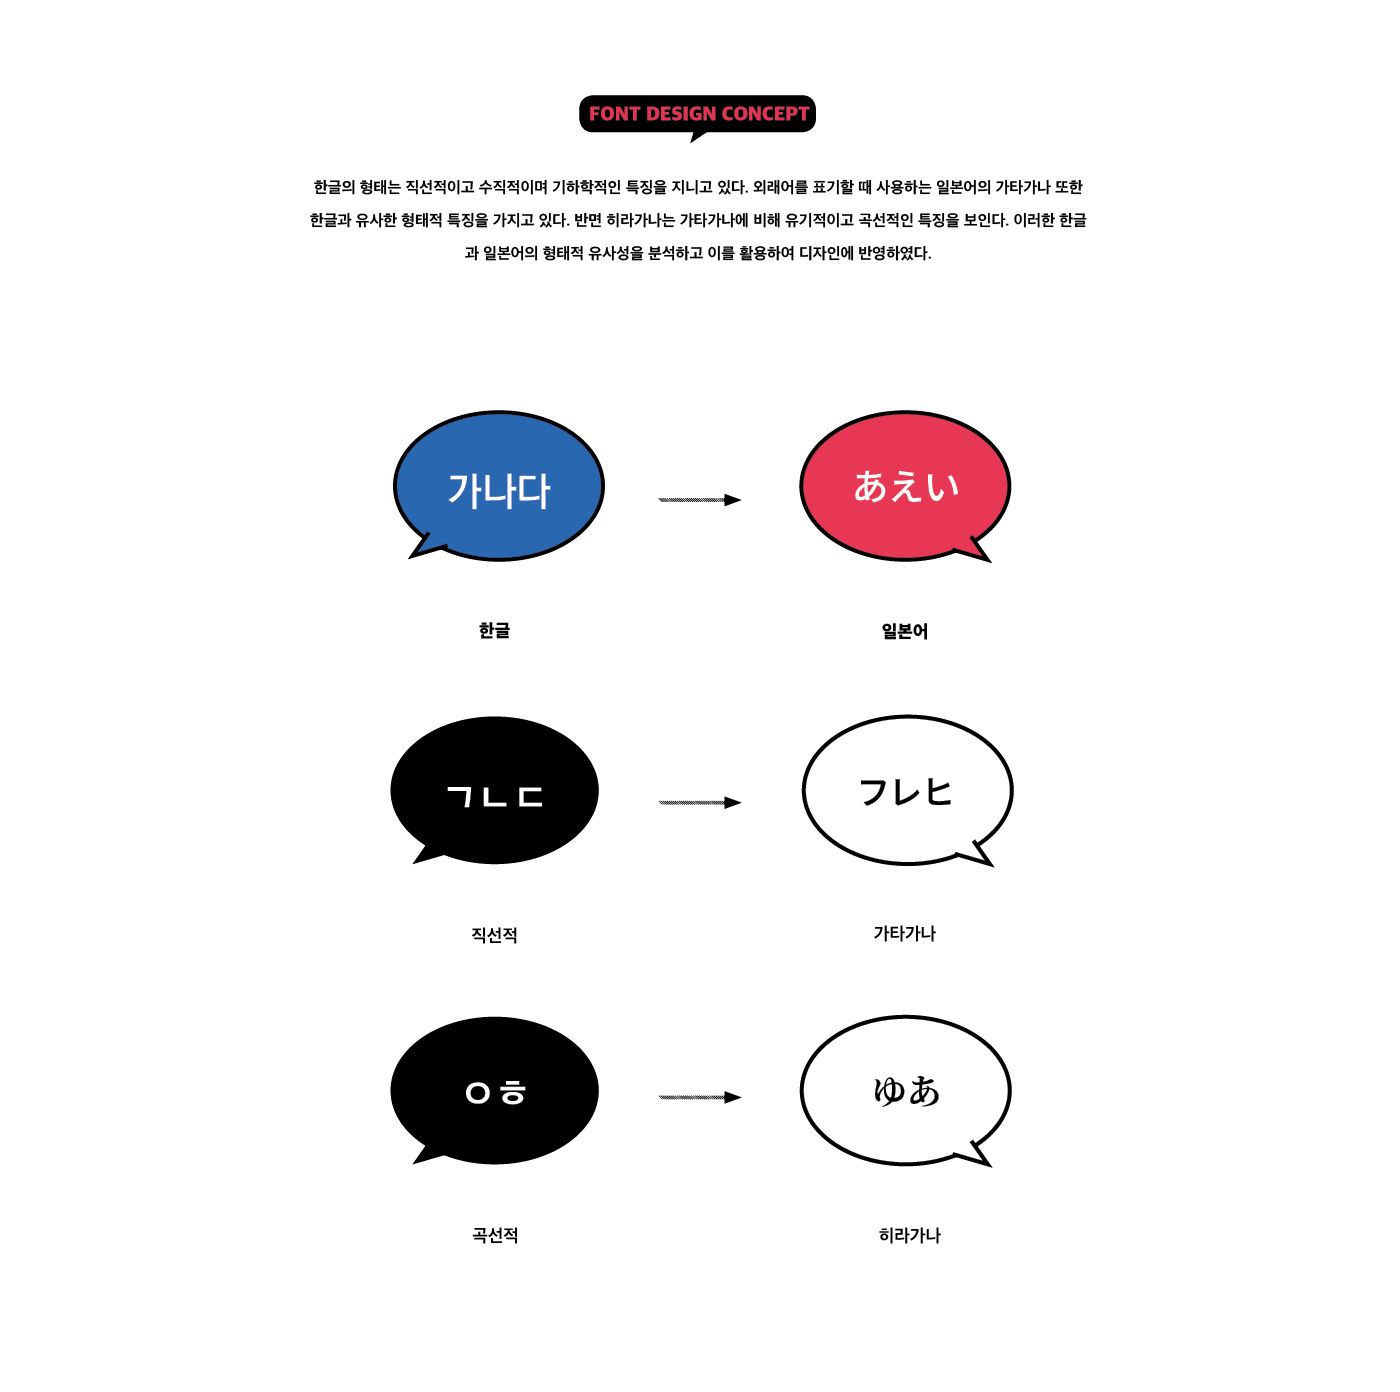 FONT DESIGN CONCEPT
한글의 형태는 직선적이고 수직적이며 기하학적인 특징을 지니고 있다. 외래어를 표기할 때 사용하는 일본어의 가타가나 또한
한글과 유사한 형태적 특징을 가지고 있다. 반면 히라가나는 가타가나에 비해 유기적이고 곡선적인 특징을 보인다. 이러한 한글
과 일본어의 형태적 유사성을 분석하고 이를 활용하여 디자인에 반영하였다.
가나다
あえい
한글
일본어
ㄱㄴㄷ
フレヒ
직선적
가타가나
ㅇㅎ
ゆあ
곡선적
히라가나